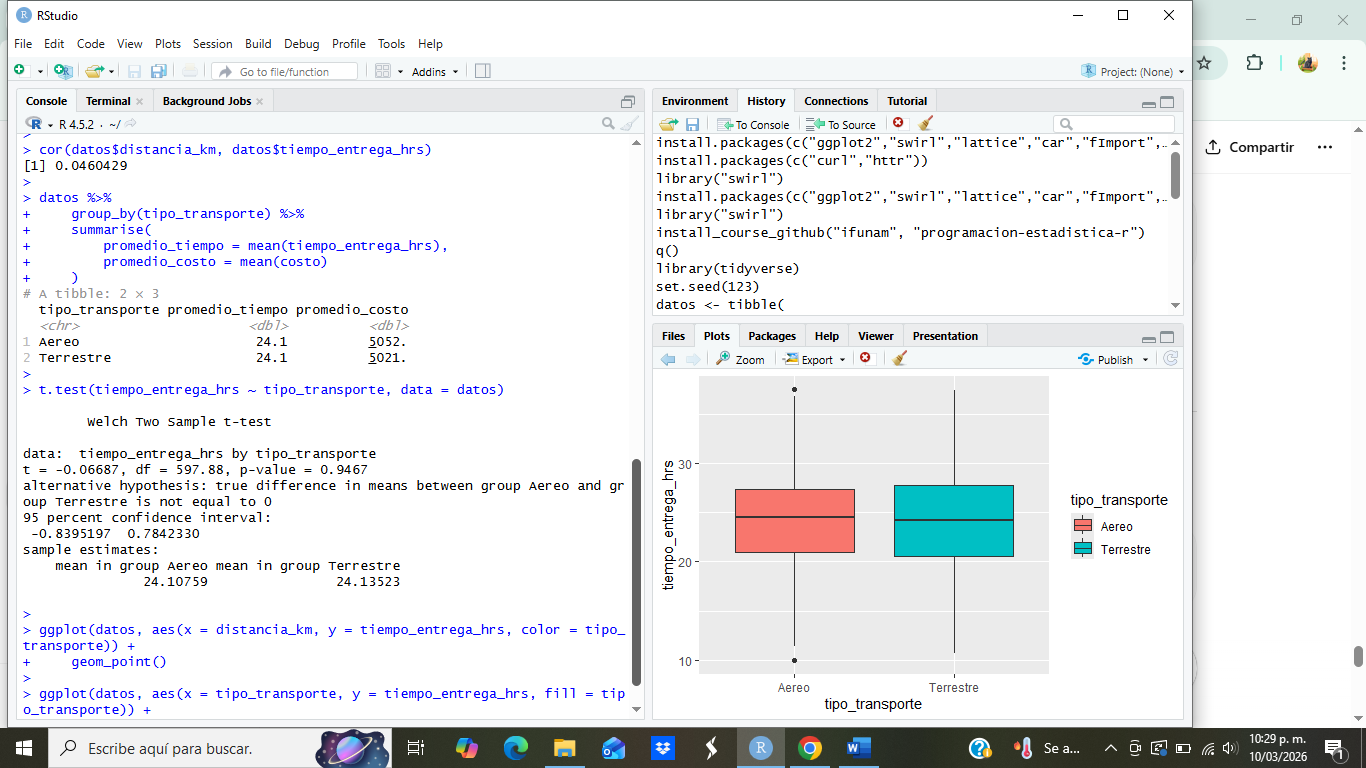 RStudio
File Edit Code View Plots Session Build Debug Profile Tools Help
Go to file/function Addins Project: (None)
Console Terminal Background Jobs
R 4.5.2 · ~/
>
> cor(datos$distancia_km, datos$tiempo_entrega_hrs)
[1] 0.0460429
>
> datos %>%
+     group_by(tipo_transporte) %>%
+     summarise(
+         promedio_tiempo = mean(tiempo_entrega_hrs),
+         promedio_costo = mean(costo)
+     )
# A tibble: 2 × 3
  tipo_transporte promedio_tiempo promedio_costo
  <chr>                     <dbl>          <dbl>
1 Aereo                      24.1          5052.
2 Terrestre                  24.1          5021.
>
> t.test(tiempo_entrega_hrs ~ tipo_transporte, data = datos)
        Welch Two Sample t-test
data:  tiempo_entrega_hrs by tipo_transporte
t = -0.06687, df = 597.88, p-value = 0.9467
alternative hypothesis: true difference in means between group Aereo and gr
oup Terrestre is not equal to 0
95 percent confidence interval:
 -0.8395197  0.7842330
sample estimates:
    mean in group Aereo mean in group Terrestre
               24.10759                24.13523
>
> ggplot(datos, aes(x = distancia_km, y = tiempo_entrega_hrs, color = tipo_
transporte)) +
+     geom_point()
>
> ggplot(datos, aes(x = tipo_transporte, y = tiempo_entrega_hrs, fill = tip
o_transporte)) +
Environment History Connections Tutorial
To Console To Source
install.packages(c("ggplot2","swirl","lattice","car","fImport",…
install.packages(c("curl","httr"))
library("swirl")
install.packages(c("ggplot2","swirl","lattice","car","fImport",…
library("swirl")
install_course_github("ifunam", "programacion-estadistica-r")
q()
library(tidyverse)
set.seed(123)
datos <- tibble(
Files Plots Packages Help Viewer Presentation
Zoom Export Publish
tiempo_entrega_hrs
30
20
10
Aereo Terrestre
tipo_transporte
tipo_transporte
Aereo
Terrestre
Compartir
Escribe aquí para buscar.
Se a...
10:29 p. m.
10/03/2026
1